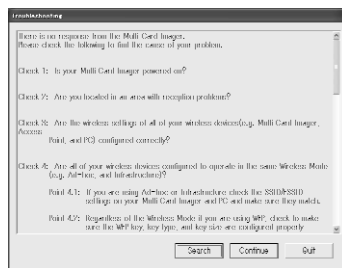 Troubleshooting
There is no response from the Multi Card Imager.
Please check the following to find the cause of your problem.
Check 1: Is your Multi Card Imager powered on?
Check 2: Are you located in an area with reception problems?
Check 3: Are the wireless settings of all of your wireless devices(e.g. Multi Card Imager,
Access
Point, and PC) configured correctly?
Check 4: Are all of your wireless devices configured to operate in the same Wireless Mode
(e.g. Ad-hoc, and Infrastructure)?
Point 4.1: If you are using Ad-hoc or Infrastructure check the SSID/ESSID
settings on your Multi Card Imager and PC and make sure they match.
Point 4.2: Regardless of the Wireless Mode if you are using WEP, check to make
sure the WEP key, key type, and key size are configured properly
Search Continue Quit